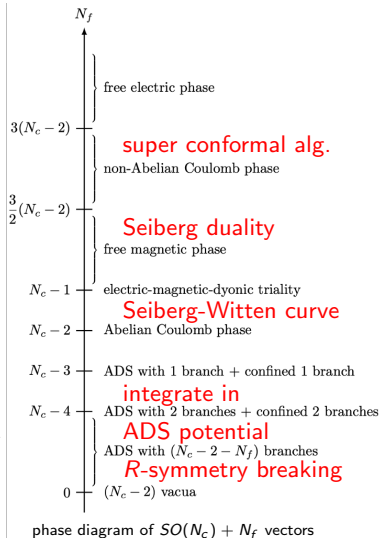 N_f
free electric phase
3(N_c − 2)
super conformal alg.
non-Abelian Coulomb phase
3/2(N_c − 2)
Seiberg duality
free magnetic phase
N_c − 1 electric-magnetic-dyonic triality
Seiberg-Witten curve
N_c − 2 Abelian Coulomb phase
N_c − 3 ADS with 1 branch + confined 1 branch
integrate in
N_c − 4 ADS with 2 branches + confined 2 branches
ADS potential
ADS with (N_c − 2 − N_f) branches
R-symmetry breaking
0 (N_c − 2) vacua
phase diagram of SO(N_c) + N_f vectors